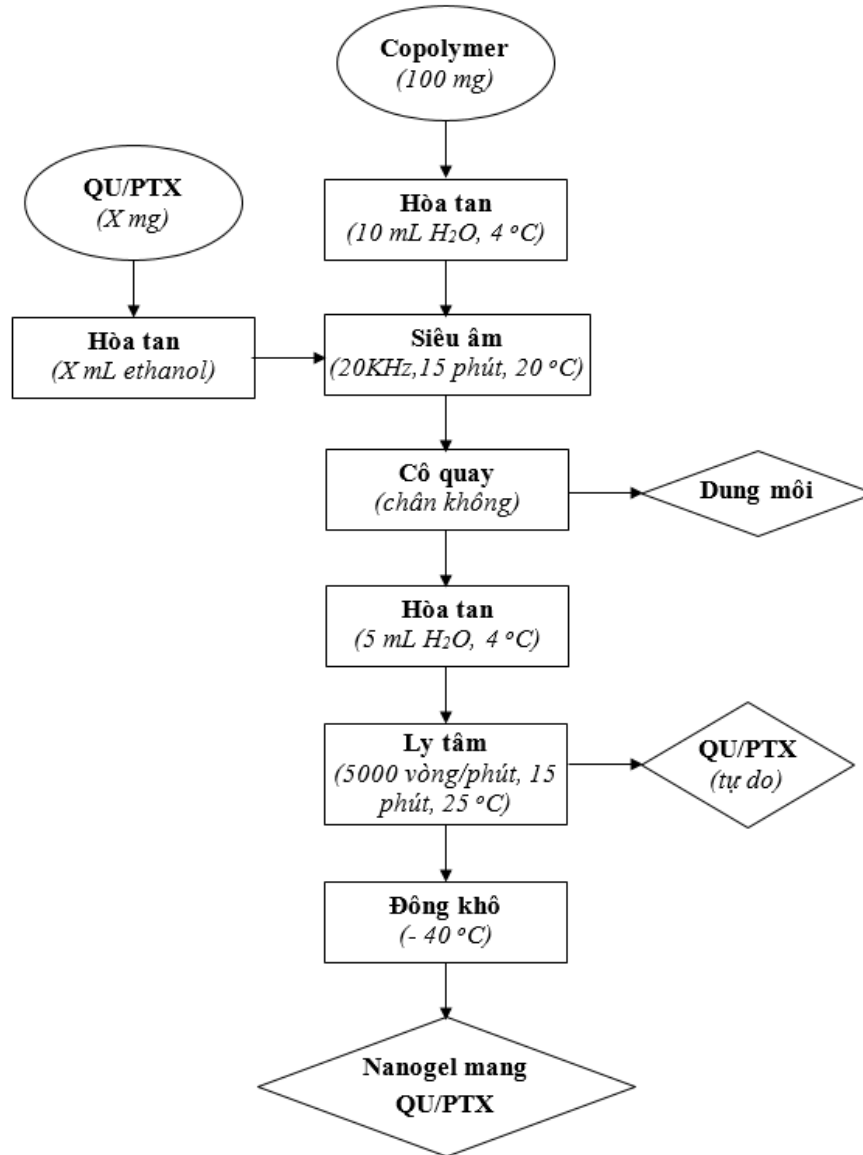 Copolymer
(100 mg)
QU/PTX
(X mg)
Hòa tan
(10 mL H₂O, 4 °C)
Hòa tan
(X mL ethanol)
Siêu âm
(20KHz,15 phút, 20 °C)
Cô quay
(chân không)
Dung môi
Hòa tan
(5 mL H₂O, 4 °C)
Ly tâm
(5000 vòng/phút, 15
phút, 25 °C)
QU/PTX
(tự do)
Đông khô
(- 40 °C)
Nanogel mang
QU/PTX